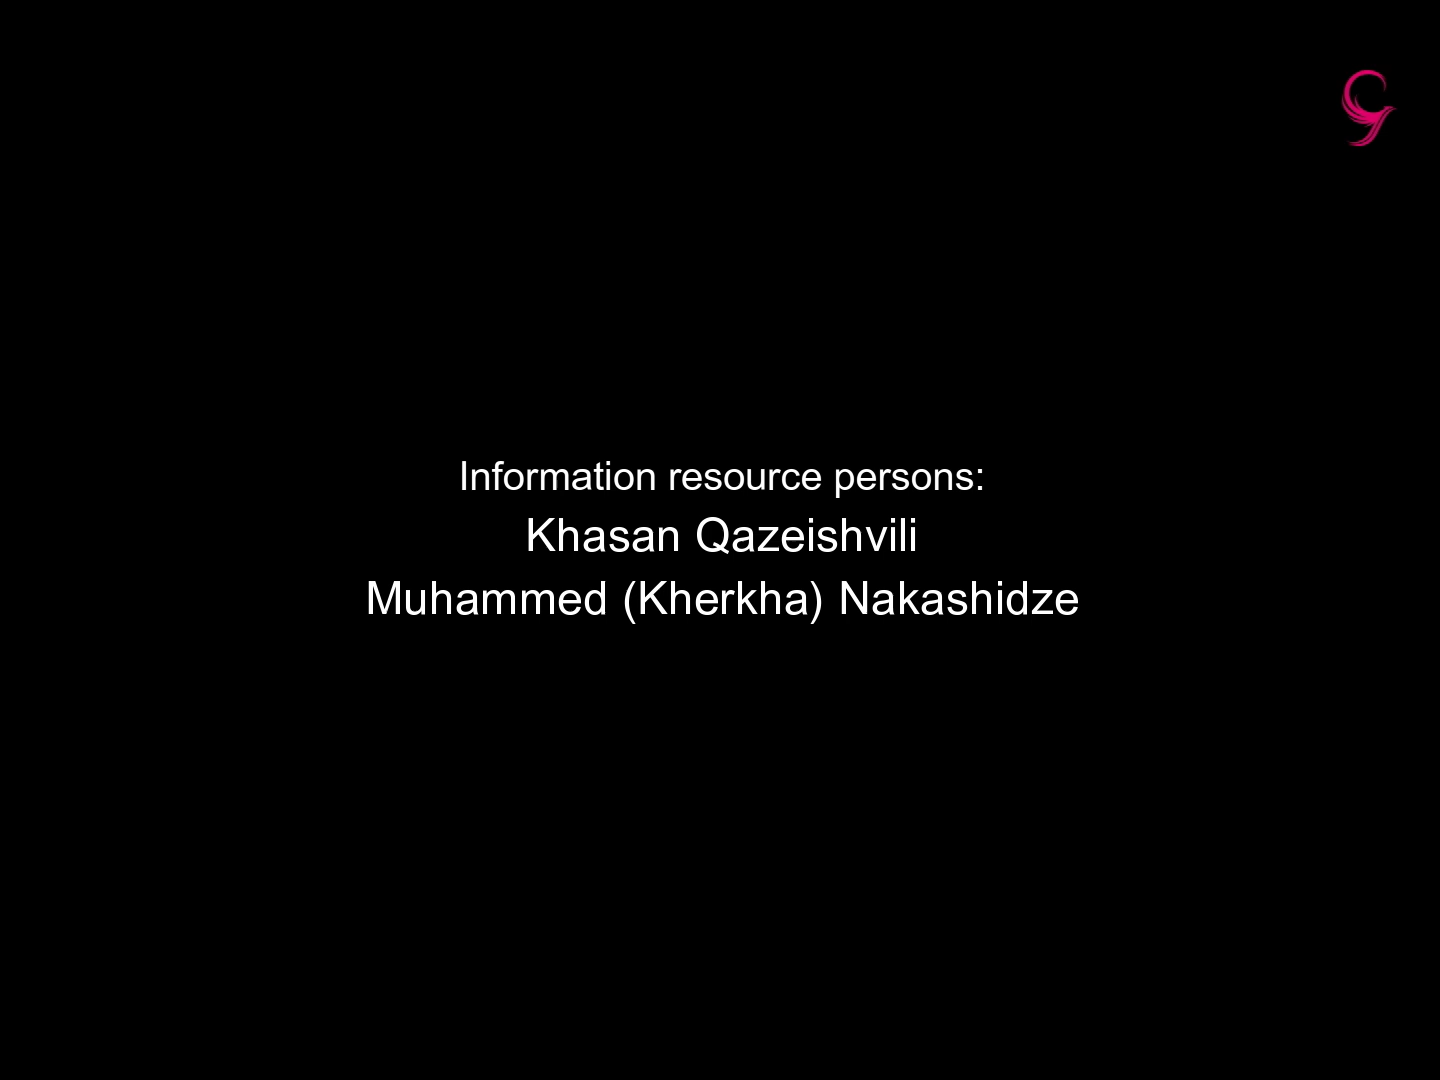 Information resource persons:
Khasan Qazeishvili
Muhammed (Kherkha) Nakashidze